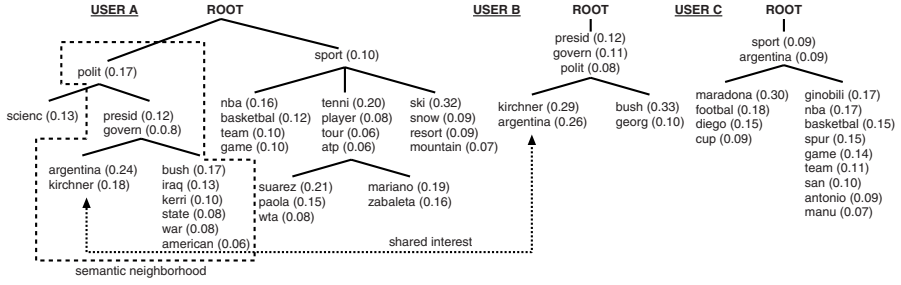 USER A
ROOT
polit (0.17)
scienc (0.13)
presid (0.12)
govern (0.0.8)
argentina (0.24)
kirchner (0.18)
bush (0.17)
iraq (0.13)
kerri (0.10)
state (0.08)
war (0.08)
american (0.06)
semantic neighborhood
sport (0.10)
nba (0.16)
basketbal (0.12)
team (0.10)
game (0.10)
tenni (0.20)
player (0.08)
tour (0.06)
atp (0.06)
ski (0.32)
snow (0.09)
resort (0.09)
mountain (0.07)
suarez (0.21)
paola (0.15)
wta (0.08)
mariano (0.19)
zabaleta (0.16)
shared interest
USER B
ROOT
presid (0.12)
govern (0.11)
polit (0.08)
kirchner (0.29)
argentina (0.26)
bush (0.33)
georg (0.10)
USER C
ROOT
sport (0.09)
argentina (0.09)
maradona (0.30)
footbal (0.18)
diego (0.15)
cup (0.09)
ginobili (0.17)
nba (0.17)
basketbal (0.15)
spur (0.15)
game (0.14)
team (0.11)
san (0.10)
antonio (0.09)
manu (0.07)